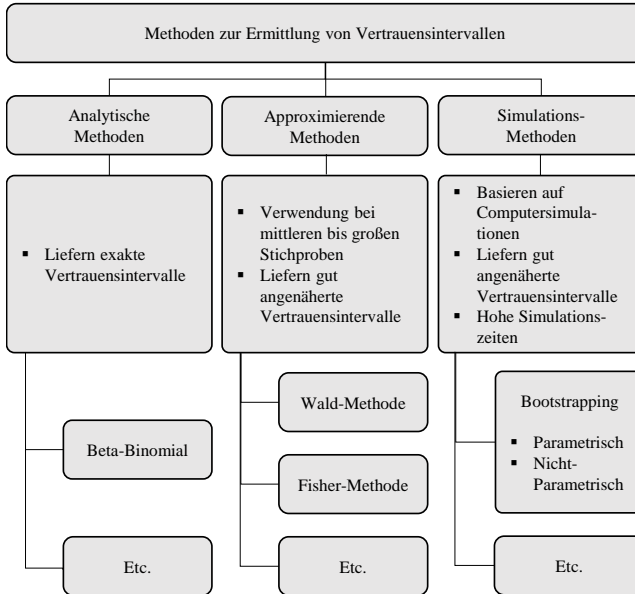 Methoden zur Ermittlung von Vertrauensintervallen
Analytische
Methoden
Approximierende
Methoden
Simulations-
Methoden
▪ Liefern exakte
Vertrauensintervalle
▪ Verwendung bei
mittleren bis großen
Stichproben
▪ Liefern gut
angenäherte
Vertrauensintervalle
▪ Basieren auf
Computersimula-
tionen
▪ Liefern gut
angenäherte
Vertrauensintervalle
▪ Hohe Simulations-
zeiten
Beta-Binomial
Etc.
Wald-Methode
Fisher-Methode
Etc.
Bootstrapping
▪ Parametrisch
▪ Nicht-
Parametrisch
Etc.